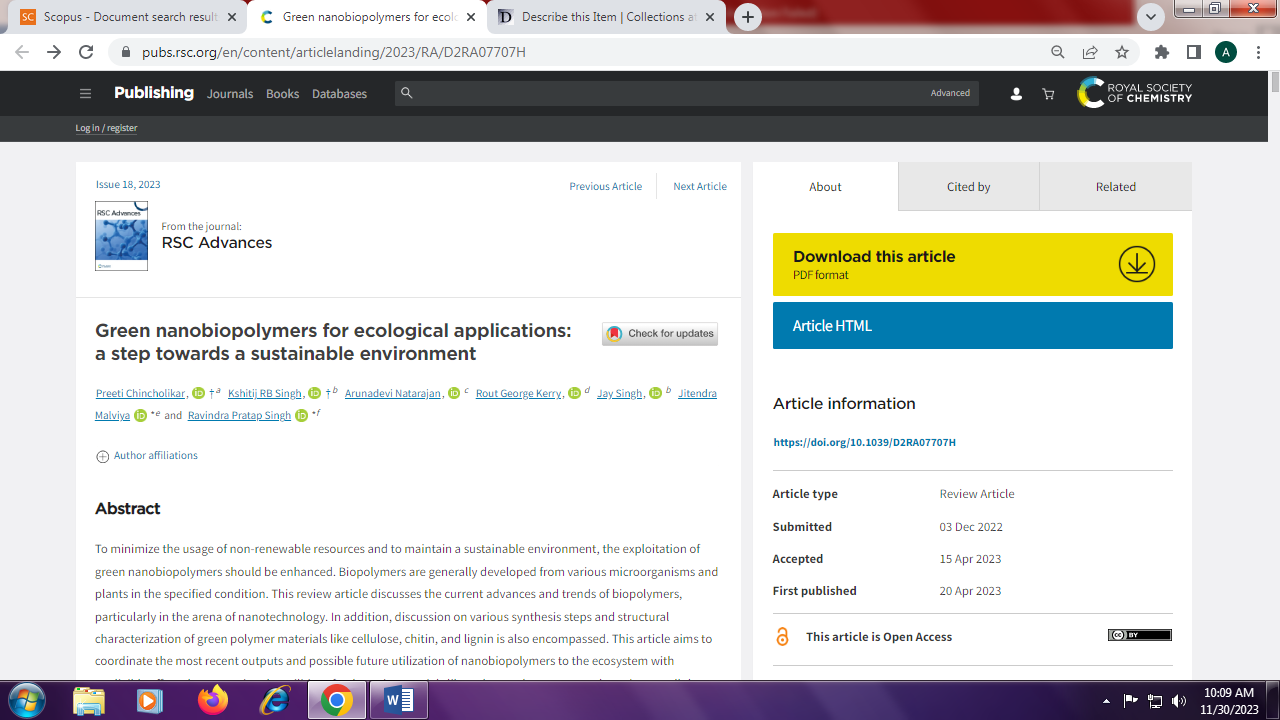 Scopus - Document search result
Green nanobiopolymers for ecol
Describe this Item | Collections a
pubs.rsc.org/en/content/articlelanding/2023/RA/D2RA07707H
A
Publishing Journals Books Databases
Advanced
ROYAL SOCIETY
OF CHEMISTRY
Log in / register
Issue 18, 2023
Previous Article
Next Article
RSC Advances
From the journal:
RSC Advances
Green nanobiopolymers for ecological applications:
a step towards a sustainable environment
Check for updates
Preeti Chincholikar, iD †a Kshitij RB Singh, iD †b Arunadevi Natarajan, iD c Rout George Kerry, iD d Jay Singh, iD b Jitendra
Malviya iD *e and Ravindra Pratap Singh iD *f
Author affiliations
Abstract
To minimize the usage of non-renewable resources and to maintain a sustainable environment, the exploitation of
green nanobiopolymers should be enhanced. Biopolymers are generally developed from various microorganisms and
plants in the specified condition. This review article discusses the current advances and trends of biopolymers,
particularly in the arena of nanotechnology. In addition, discussion on various synthesis steps and structural
characterization of green polymer materials like cellulose, chitin, and lignin is also encompassed. This article aims to
coordinate the most recent outputs and possible future utilization of nanobiopolymers to the ecosystem with
About
Cited by
Related
Download this article
PDF format
Article HTML
Article information
https://doi.org/10.1039/D2RA07707H
Article type Review Article
Submitted 03 Dec 2022
Accepted 15 Apr 2023
First published 20 Apr 2023
This article is Open Access
cc BY
10:09 AM
11/30/2023